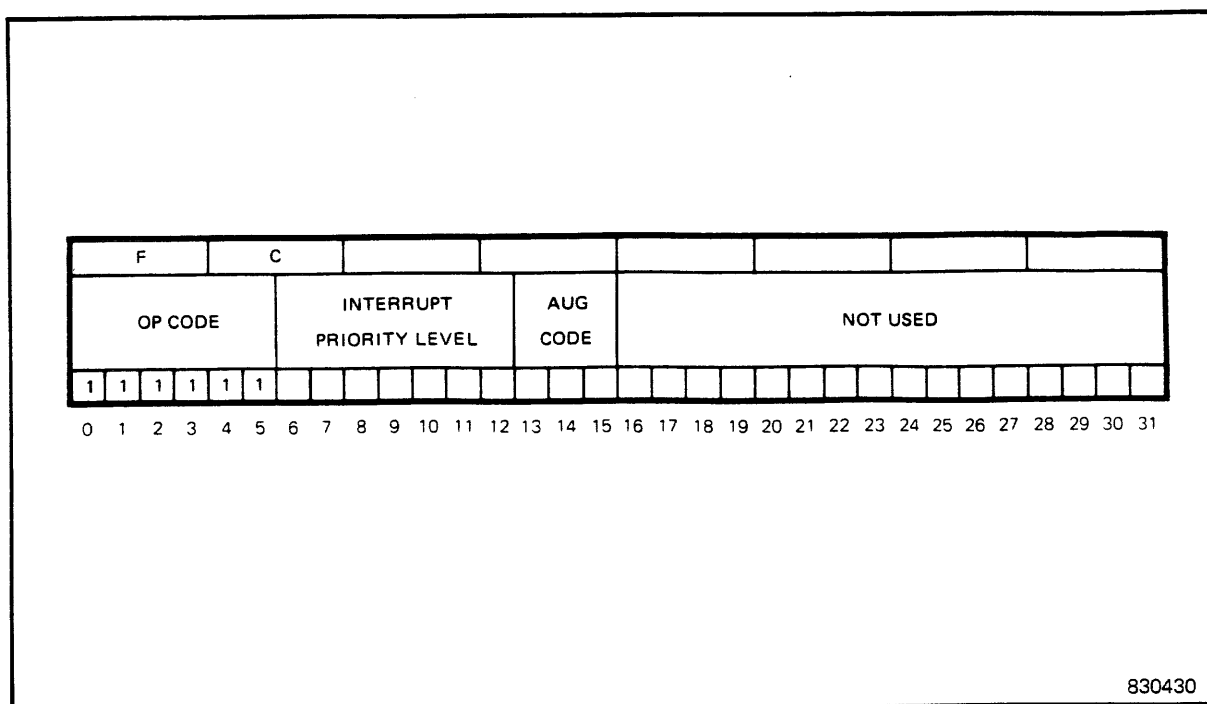 F C
OP CODE
INTERRUPT
PRIORITY LEVEL
AUG
CODE
NOT USED
1 1 1 1 1 1
0 1 2 3 4 5 6 7 8 9 10 11 12 13 14 15 16 17 18 19 20 21 22 23 24 25 26 27 28 29 30 31
830430